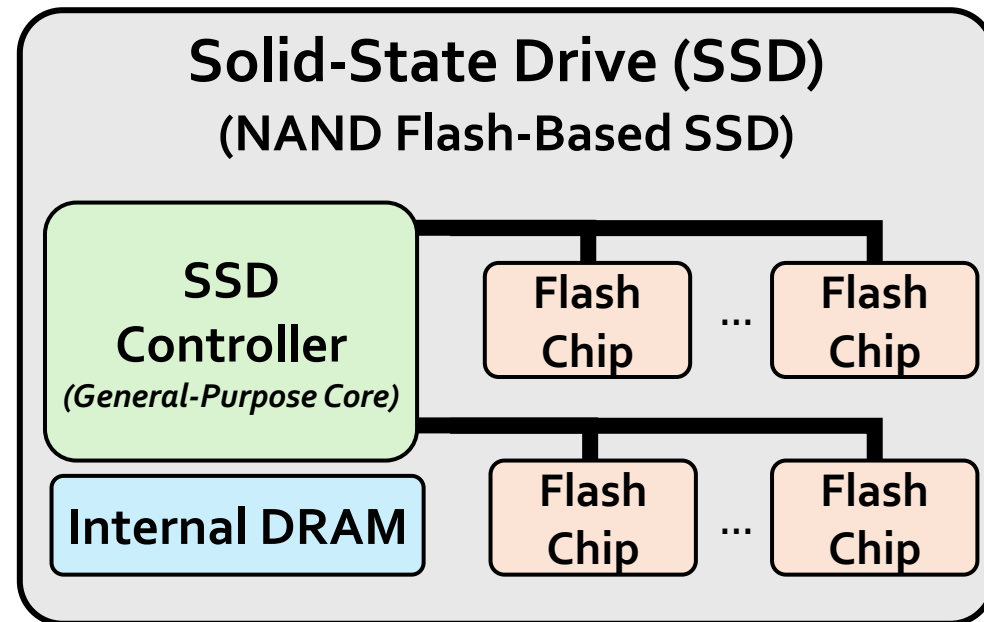 Solid-State Drive (SSD)
(NAND Flash-Based SSD)
SSD
Controller
(General-Purpose Core)
Flash
Chip
...
Flash
Chip
Internal DRAM
Flash
Chip
...
Flash
Chip